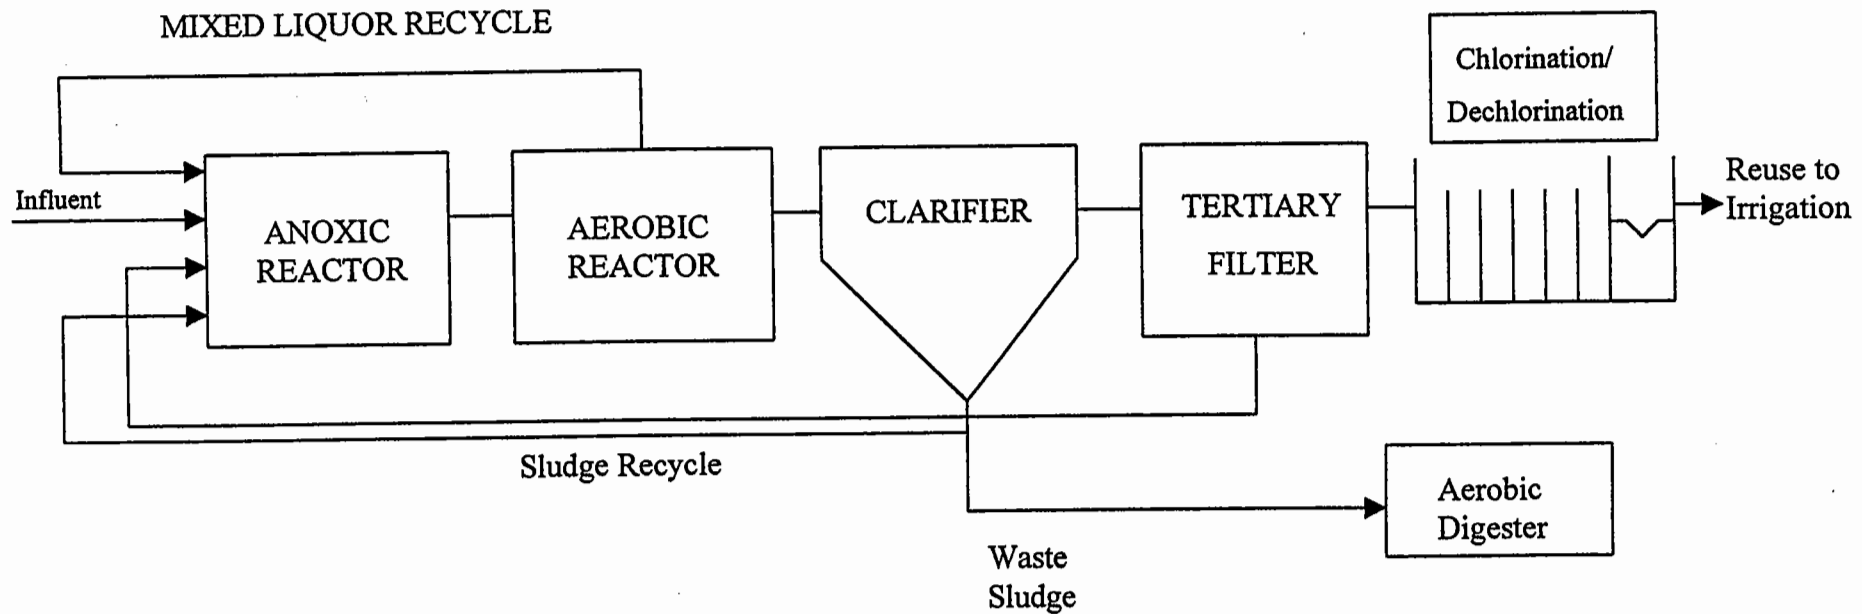 MIXED LIQUOR RECYCLE
Chlorination/
Dechlorination
Influent
ANOXIC
REACTOR
AEROBIC
REACTOR
CLARIFIER
TERTIARY
FILTER
Reuse to
Irrigation
Sludge Recycle
Aerobic
Digester
Waste
Sludge